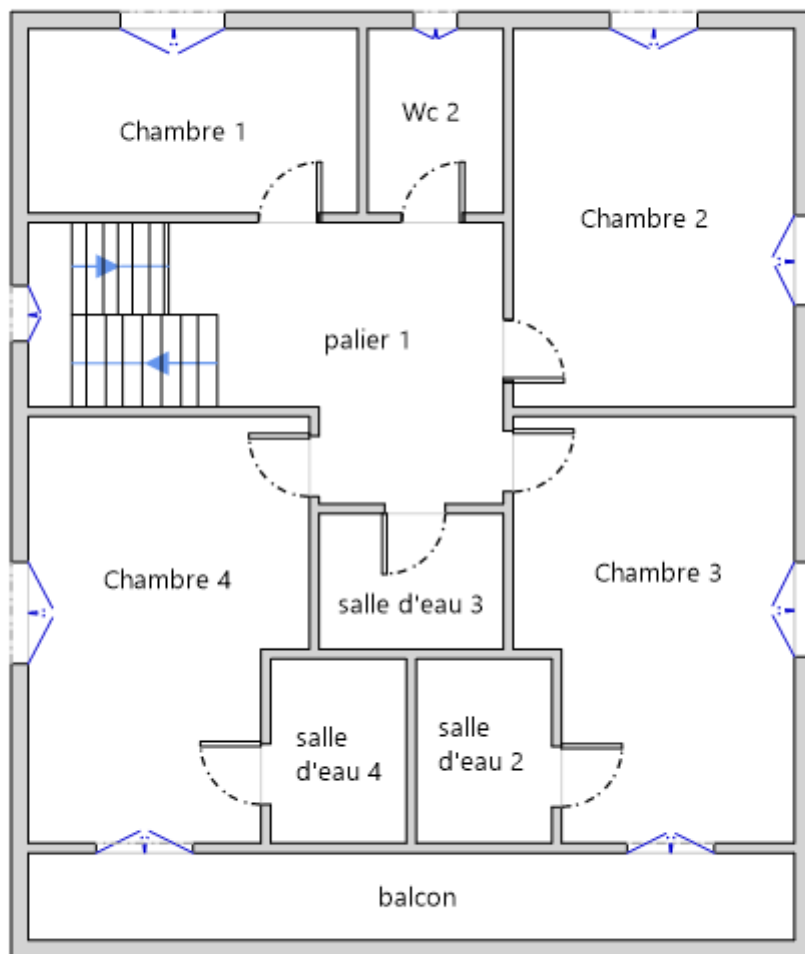 Chambre 1
Wc 2
Chambre 2
palier 1
Chambre 4
Chambre 3
salle d'eau 3
salle
d'eau 4
salle
d'eau 2
balcon